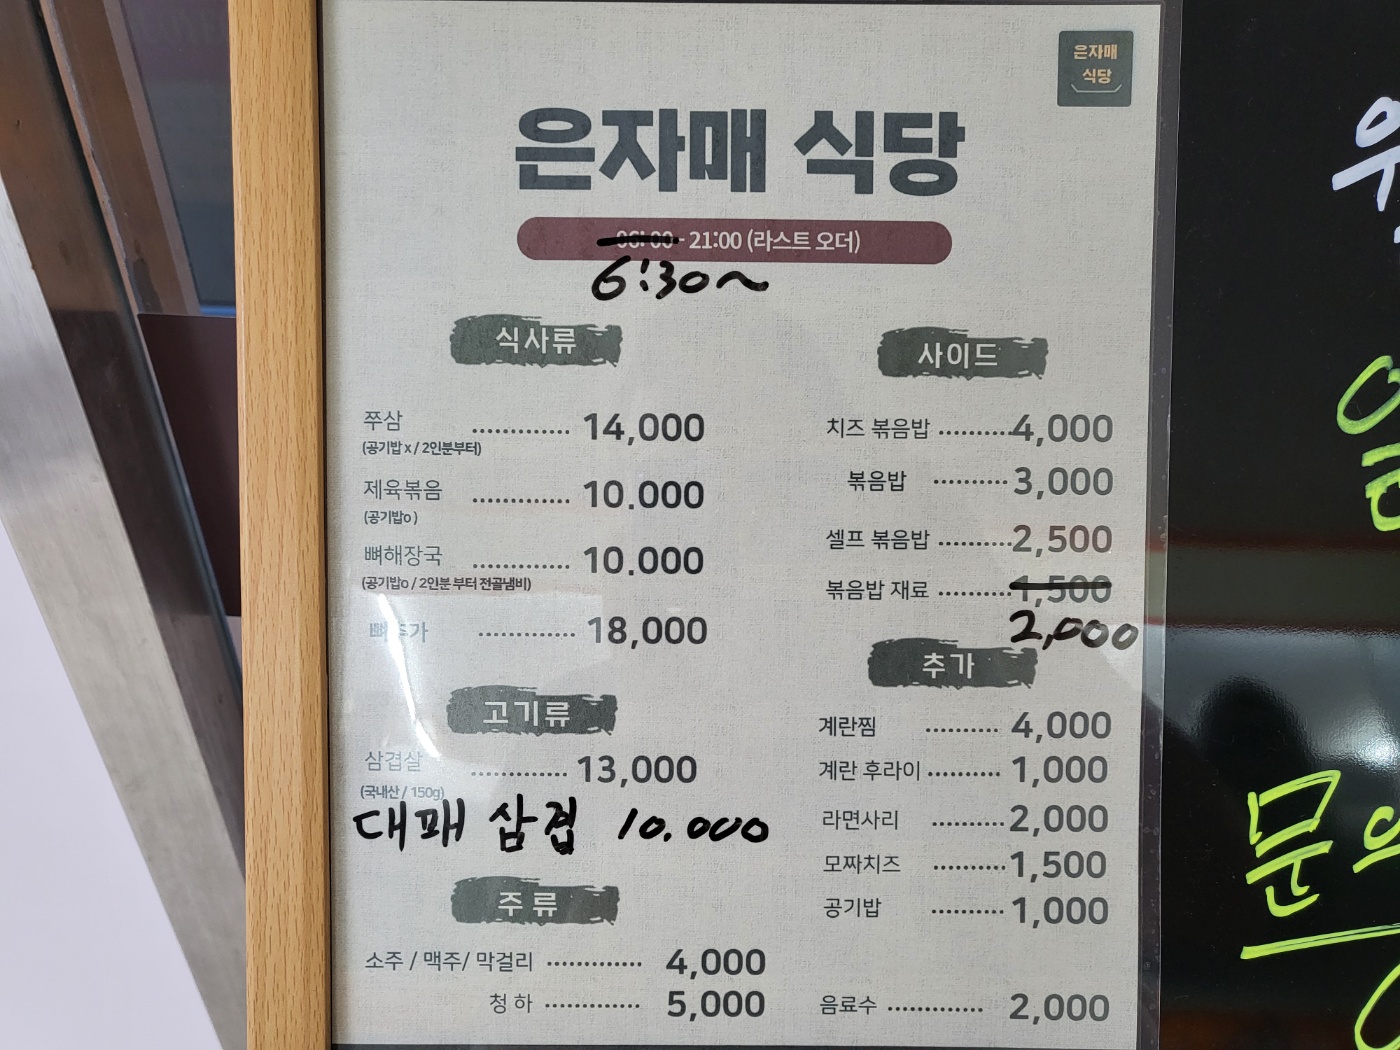 은자매
식당
은자매 식당
06:00 - 21:00 (라스트 오더)
6:30~
식사류
쭈삼 .............. 14,000
(공기밥 x / 2인분부터)
제육볶음 .............. 10.000
(공기밥o)
뼈해장국 .............. 10.000
(공기밥o / 2인분 부터 전골냄비)
.............. 18,000
고기류
삼겹살 .............. 13,000
(국내산 / 150g)
대패 삼겹 10.000
주류
소주 / 맥주/ 막걸리 .............. 4,000
청하 .............. 5,000
사이드
치즈 볶음밥 .......... 4,000
볶음밥 .......... 3,000
셀프 볶음밥 .......... 2,500
볶음밥 재료 .......... 1,500
2,000
추가
계란찜 .......... 4,000
계란 후라이 .......... 1,000
라면사리 .......... 2,000
모짜치즈 .......... 1,500
공기밥 .......... 1,000
음료수 .............. 2,000